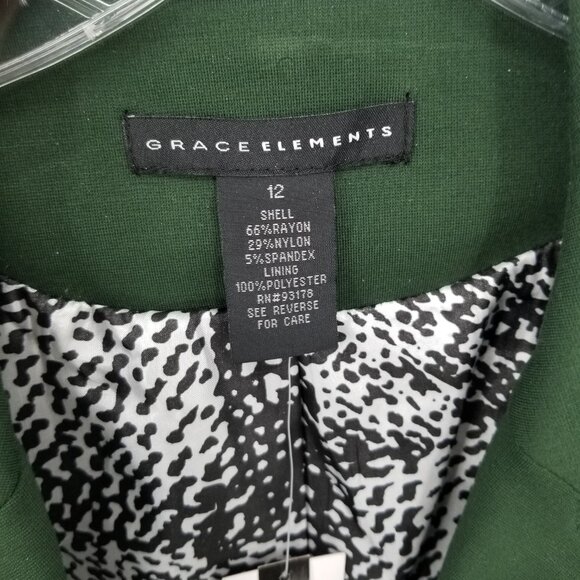 GRACE ELEMENTS
12
SHELL
66%RAYON
29%NYLON
5%SPANDEX
LINING
100%POLYESTER
RN#93178
SEE REVERSE
FOR CARE